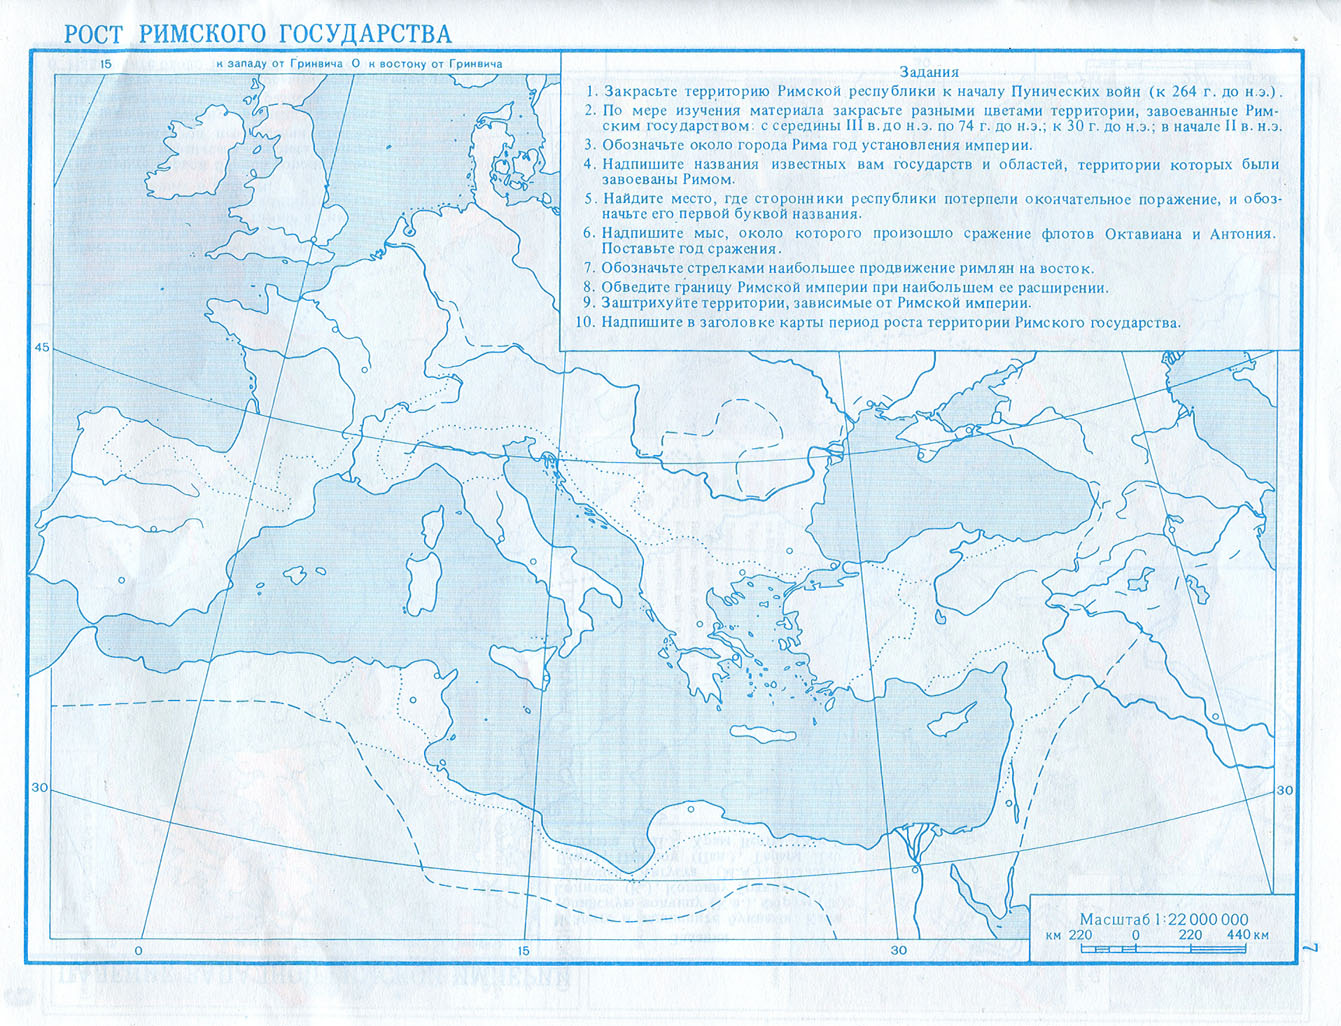 РОСТ РИМСКОГО ГОСУДАРСТВА
15 к западу от Гринвича 0 к востоку от Гринвича
Задания
1. Закрасьте территорию Римской республики к началу Пунических войн (к 264 г. до н.э.).
2. По мере изучения материала закрасьте разными цветами территории, завоеванные Рим-
ским государством: с середины III в. до н.э. по 74 г. до н.э.; к 30 г. до н.э.; в начале II в. н.э.
3. Обозначьте около города Рима год установления империи.
4. Надпишите названия известных вам государств и областей, территории которых были
завоеваны Римом.
5. Найдите место, где сторонники республики потерпели окончательное поражение, и обоз-
начьте его первой буквой названия.
6. Надпишите мыс, около которого произошло сражение флотов Октавиана и Антония.
Поставьте год сражения.
7. Обозначьте стрелками наибольшее продвижение римлян на восток.
8. Обведите границу Римской империи при наибольшем ее расширении.
9. Заштрихуйте территории, зависимые от Римской империи.
10. Надпишите в заголовке карты период роста территории Римского государства.
45
30
30
Масштаб 1:22 000 000
км 220 0 220 440 км
0 15 30
7